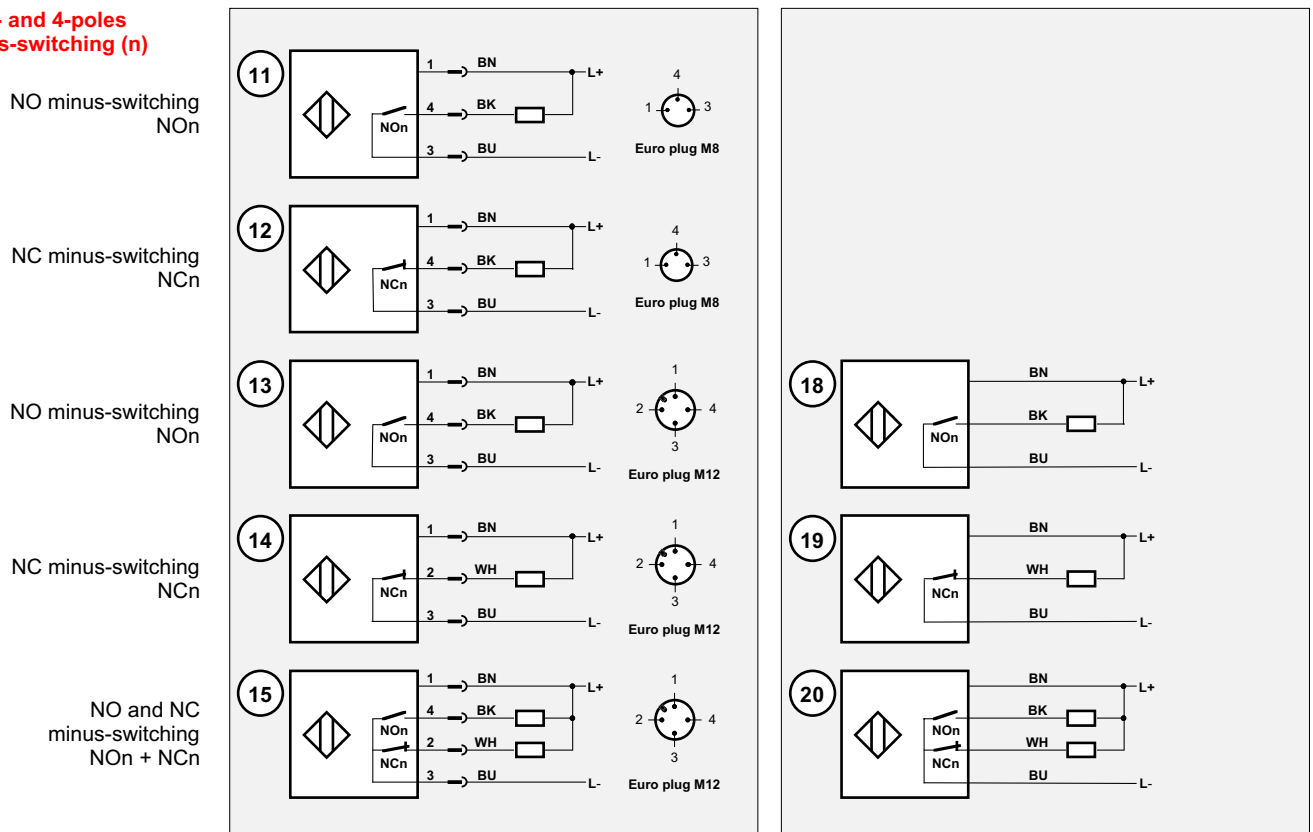 - and 4-poles
s-switching (n)
NO minus-switching
NOn
11
1 BN L+
4 BK
NOn
3 BU L-
4
1 3
Euro plug M8
NC minus-switching
NCn
12
1 BN L+
4 BK
NCn
3 BU L-
4
1 3
Euro plug M8
NO minus-switching
NOn
13
1 BN L+
4 BK
NOn
3 BU L-
1
2 4
3
Euro plug M12
18
BN L+
BK
NOn
BU L-
NC minus-switching
NCn
14
1 BN L+
2 WH
NCn
3 BU L-
1
2 4
3
Euro plug M12
19
BN L+
WH
NCn
BU L-
NO and NC
minus-switching
NOn + NCn
15
1 BN L+
4 BK
NOn
2 WH
NCn
3 BU L-
1
2 4
3
Euro plug M12
20
BN L+
BK
NOn
WH
NCn
BU L-